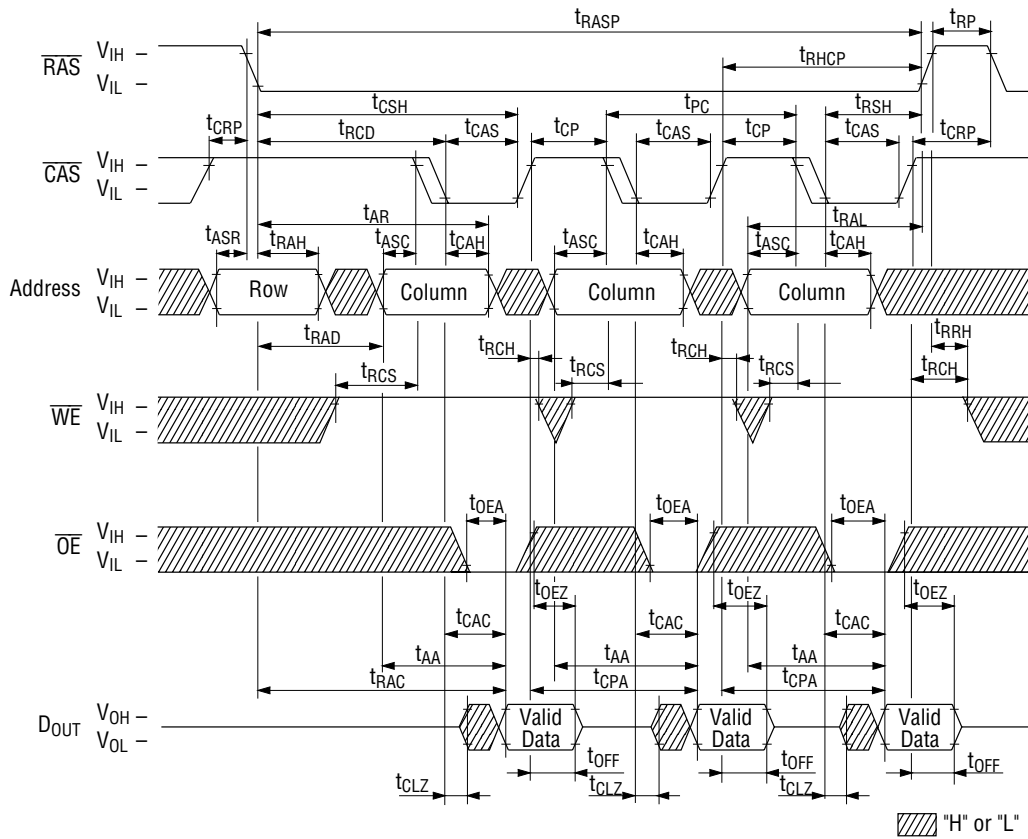 tRASP
tRP
RAS
VIH
VIL
tRHCP
tCSH
tPC
tRSH
tCRP
tRCD
tCAS
tCP
tCAS
tCP
tCAS
tCRP
CAS
VIH
VIL
tAR
tRAL
tASR
tRAH
tASC
tCAH
tASC
tCAH
tASC
tCAH
Address
VIH
VIL
Row
Column
Column
Column
tRAD
tRCH
tRCH
tRRH
tRCS
tRCS
tRCS
tRCH
WE
VIH
VIL
tOEA
tOEA
tOEA
OE
VIH
VIL
tOEZ
tOEZ
tOEZ
tCAC
tCAC
tCAC
tAA
tAA
tAA
tRAC
tCPA
tCPA
DOUT
VOH
VOL
Valid
Data
Valid
Data
Valid
Data
tOFF
tOFF
tOFF
tCLZ
tCLZ
tCLZ
"H" or "L"